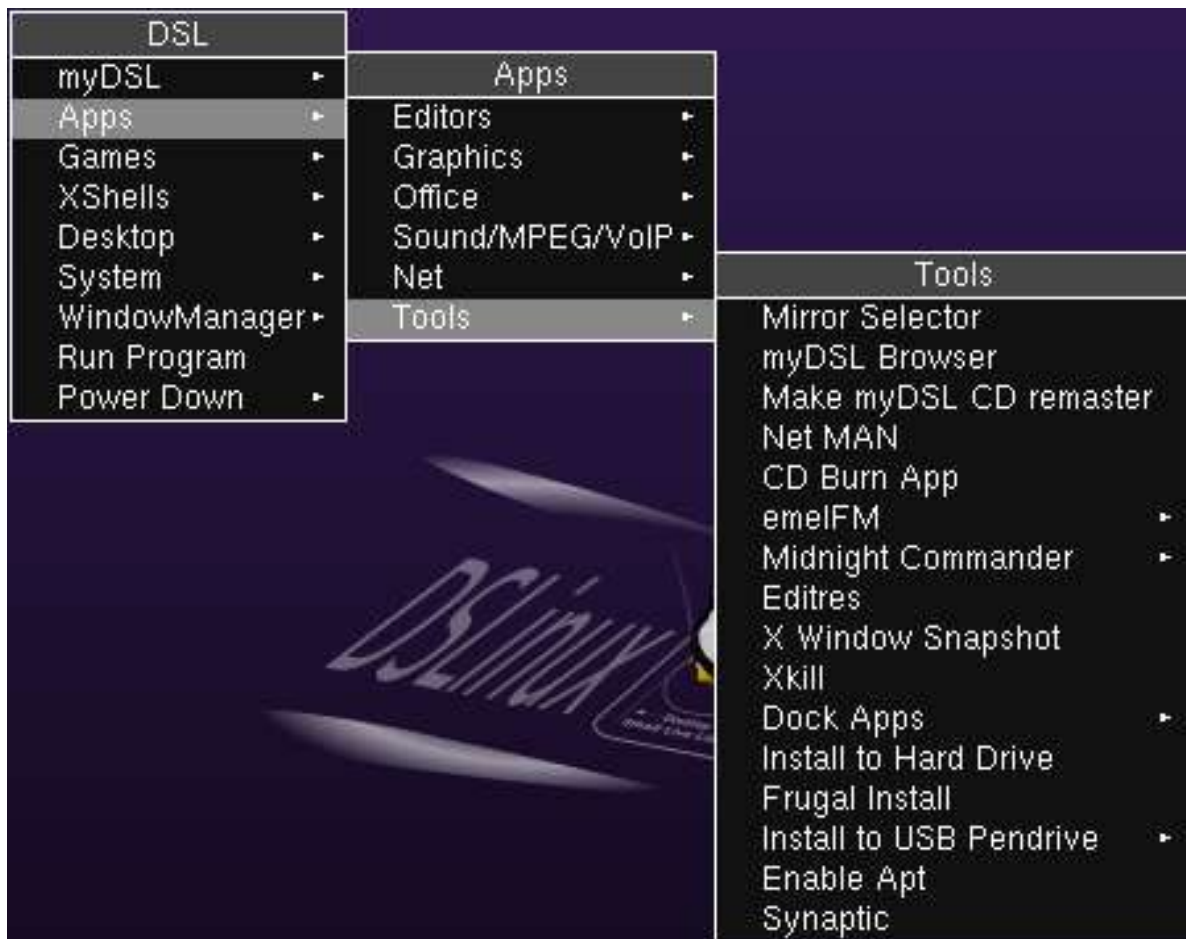 DSL
myDSL
Apps
Games
XShells
Desktop
System
WindowManager
Run Program
Power Down
Apps
Editors
Graphics
Office
Sound/MPEG/VoIP
Net
Tools
Tools
Mirror Selector
myDSL Browser
Make myDSL CD remaster
Net MAN
CD Burn App
emelFM
Midnight Commander
Editres
X Window Snapshot
Xkill
Dock Apps
Install to Hard Drive
Frugal Install
Install to USB Pendrive
Enable Apt
Synaptic
DSLinux